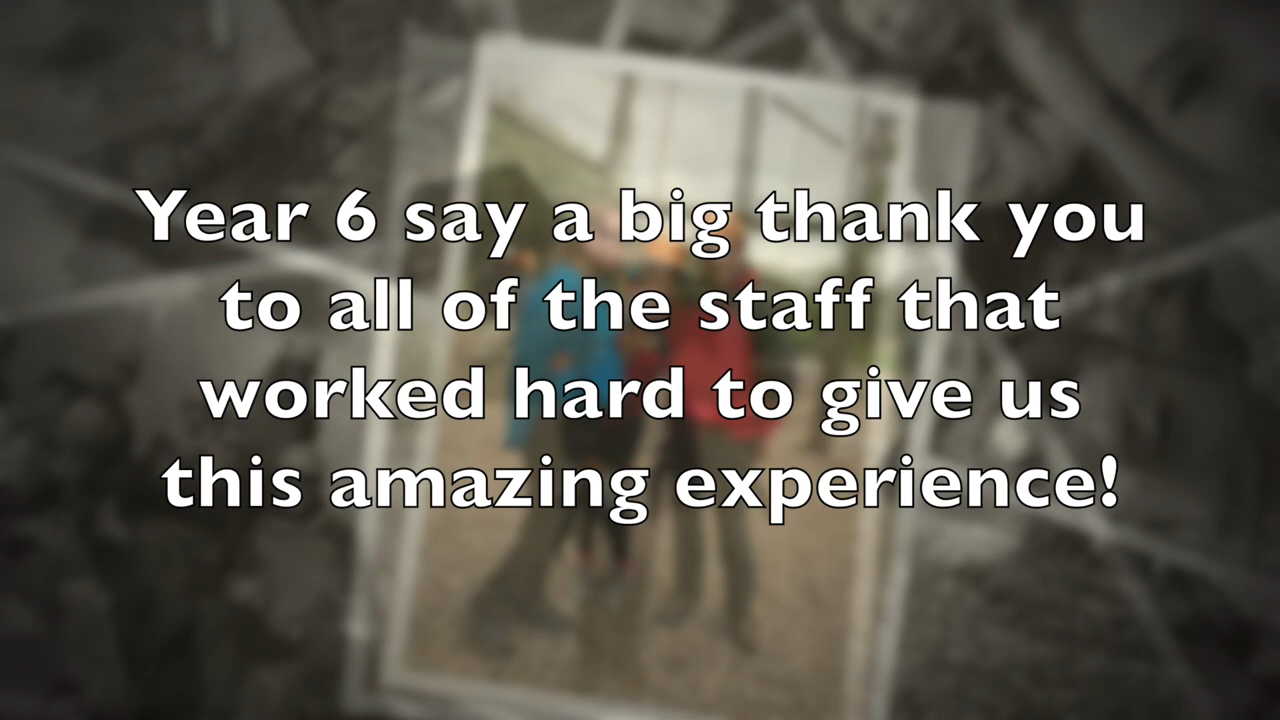 Year 6 say a big thank you
to all of the staff that
worked hard to give us
this amazing experience!